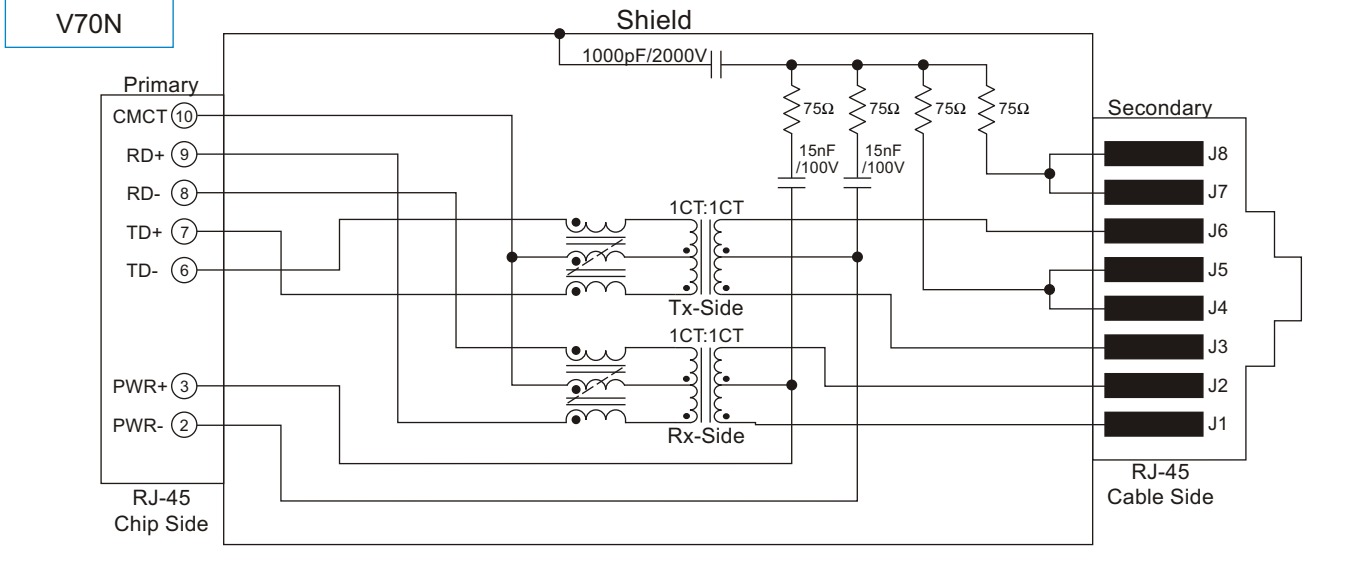 V70N
Shield
1000pF/2000V
Primary
CMCT 10
RD+ 9
RD- 8
TD+ 7
TD- 6
PWR+ 3
PWR- 2
RJ-45
Chip Side
75Ω 75Ω 75Ω 75Ω
15nF
/100V
15nF
/100V
1CT:1CT
Tx-Side
1CT:1CT
Rx-Side
Secondary
J8
J7
J6
J5
J4
J3
J2
J1
RJ-45
Cable Side